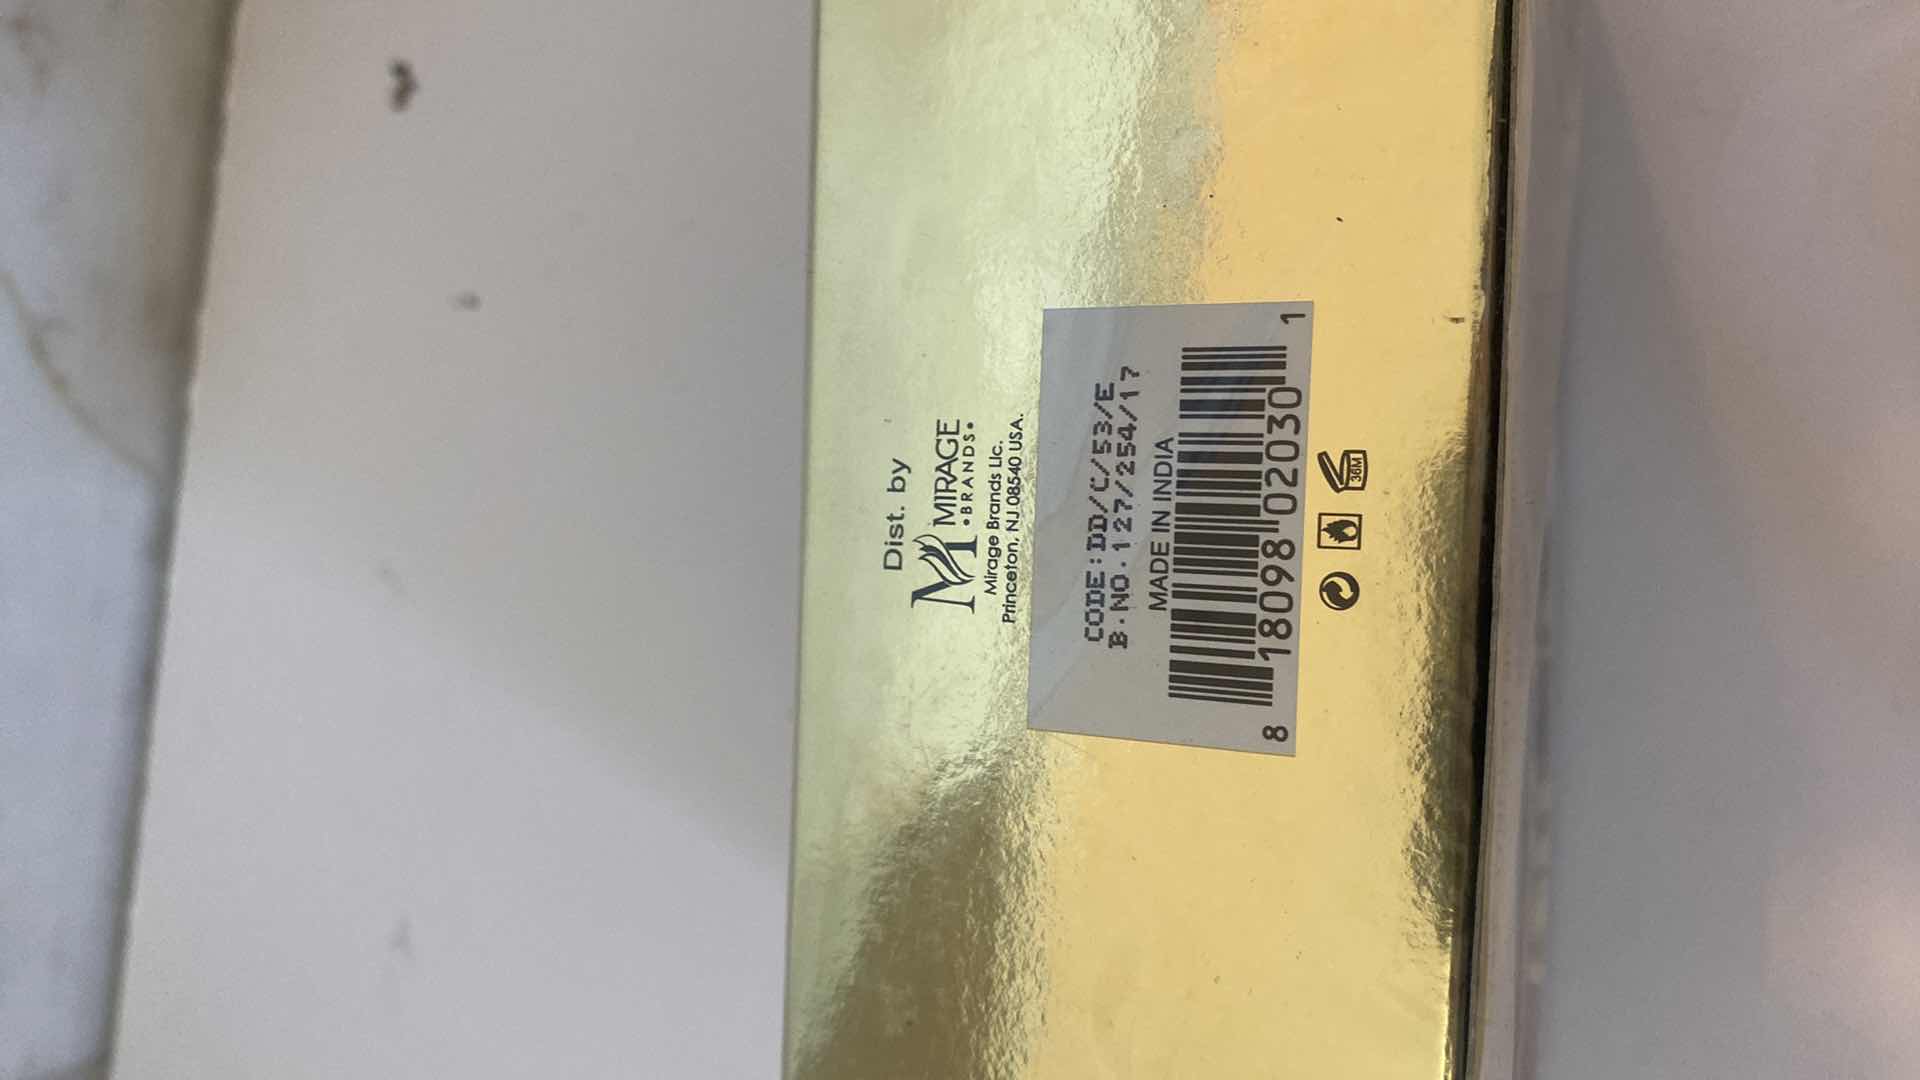 Dist. by
MIRAGE
•BRANDS•
Mirage Brands Llc.
Princeton, NJ 08540 USA.
CODE:DD/C/53/E
B.NO.127/254/17
MADE IN INDIA
8 18098 02030 1
36M